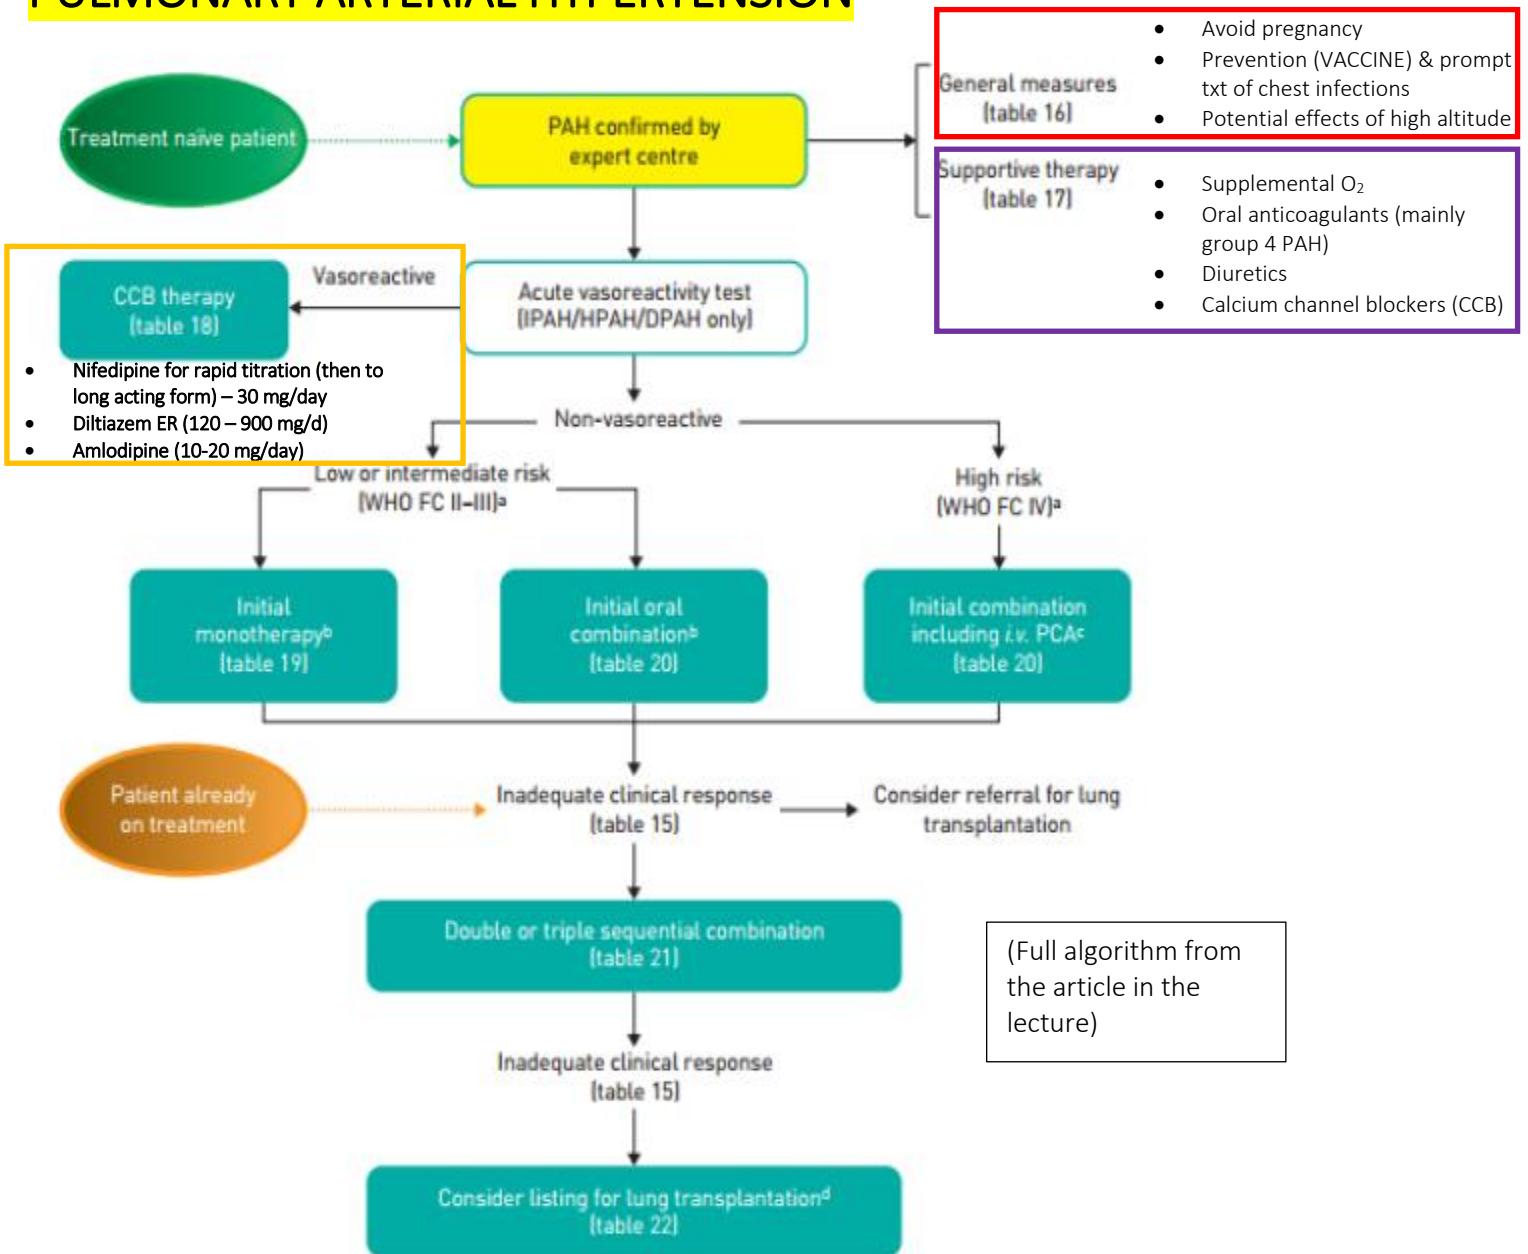 PULMONARY ARTERIAL HYPERTENSION
Treatment naïve patient
PAH confirmed by
expert centre
General measures
(table 16)
• Avoid pregnancy
• Prevention (VACCINE) & prompt
txt of chest infections
• Potential effects of high altitude
Supportive therapy
(table 17)
• Supplemental O₂
• Oral anticoagulants (mainly
group 4 PAH)
• Diuretics
• Calcium channel blockers (CCB)
CCB therapy
(table 18)
Vasoreactive
Acute vasoreactivity test
(IPAH/HPAH/DPAH only)
• Nifedipine for rapid titration (then to
long acting form) – 30 mg/day
• Diltiazem ER (120 – 900 mg/d)
• Amlodipine (10-20 mg/day)
Non-vasoreactive
Low or intermediate risk
(WHO FC II–III)ᵃ
High risk
(WHO FC IV)ᵃ
Initial
monotherapyᵇ
(table 19)
Initial oral
combinationᵇ
(table 20)
Initial combination
including i.v. PCAᶜ
(table 20)
Patient already
on treatment
Inadequate clinical response
(table 15)
Consider referral for lung
transplantation
Double or triple sequential combination
(table 21)
(Full algorithm from
the article in the
lecture)
Inadequate clinical response
(table 15)
Consider listing for lung transplantationᵈ
(table 22)